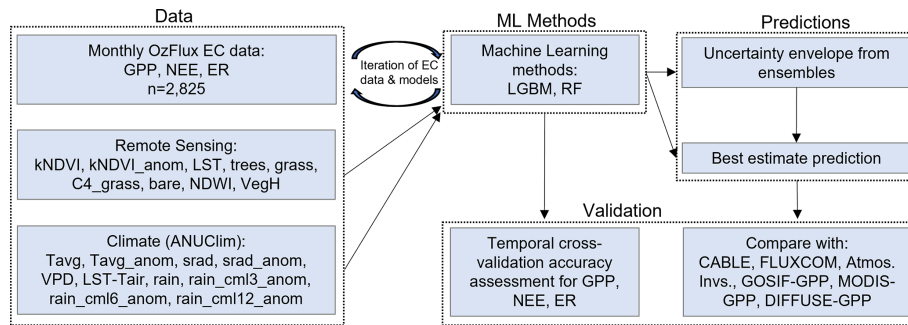 Data
Monthly OzFlux EC data:
GPP, NEE, ER
n=2,825
Remote Sensing:
kNDVI, kNDVI_anom, LST, trees, grass,
C4_grass, bare, NDWI, VegH
Climate (ANUClim):
Tavg, Tavg_anom, srad, srad_anom,
VPD, LST-Tair, rain, rain_cml3_anom,
rain_cml6_anom, rain_cml12_anom
Iteration of EC
data & models
ML Methods
Machine Learning
methods:
LGBM, RF
Predictions
Uncertainty envelope from
ensembles
Best estimate prediction
Validation
Temporal cross-
validation accuracy
assessment for GPP,
NEE, ER
Compare with:
CABLE, FLUXCOM, Atmos.
Invs., GOSIF-GPP, MODIS-
GPP, DIFFUSE-GPP